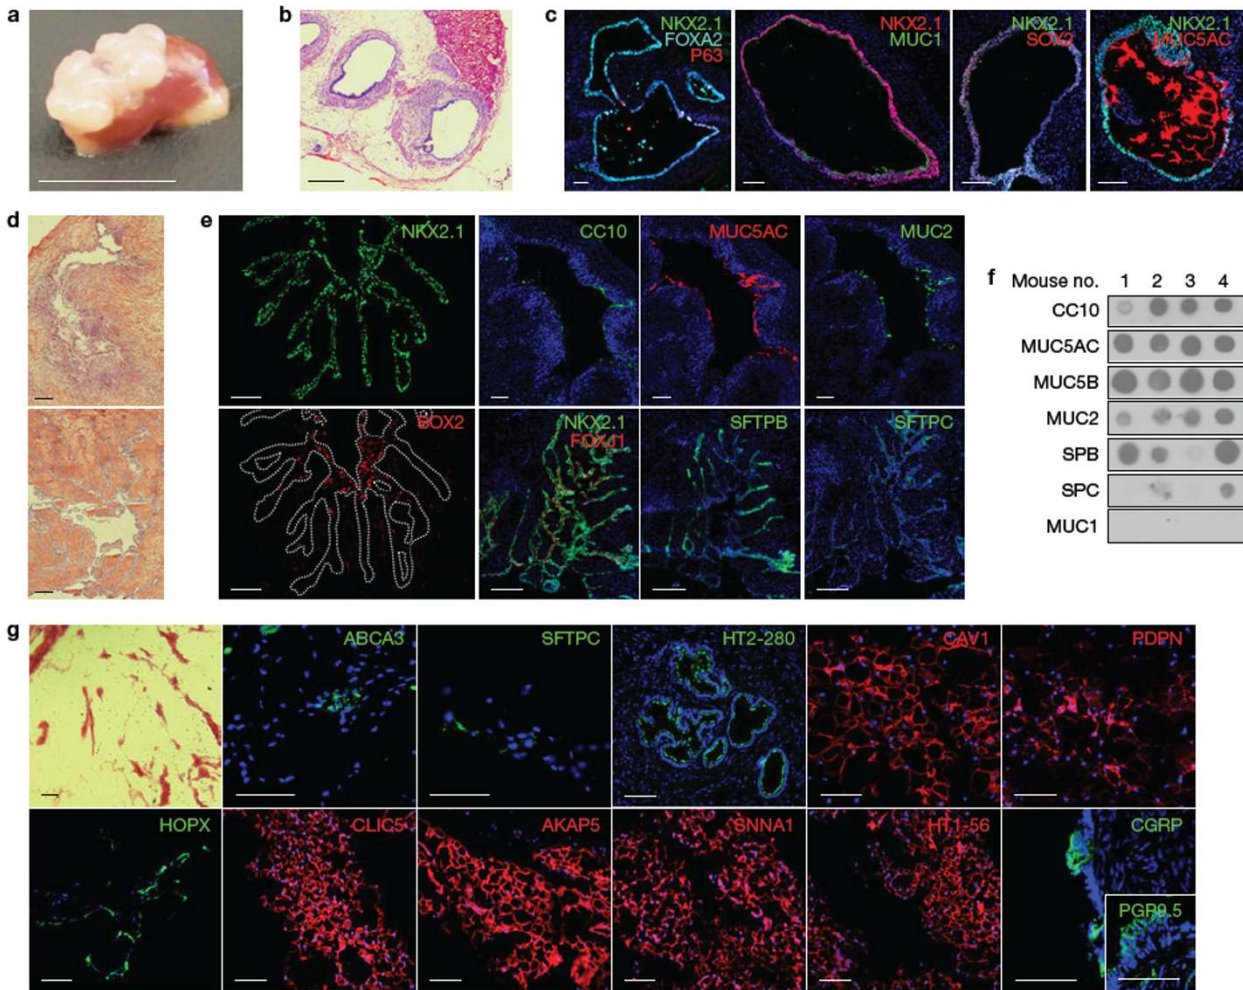 a
b
c
NKX2.1
FOXA2
P63
NKX2.1
MUC1
NKX2.1
SOX2
NKX2.1
MUC5AC
d
e
NKX2.1
CC10
MUC5AC
MUC2
SOX2
NKX2.1
FOXJ1
SFTPB
SFTPC
f
Mouse no. 1 2 3 4
CC10
MUC5AC
MUC5B
MUC2
SPB
SPC
MUC1
g
ABCA3
SFTPC
HT2-280
CAV1
PDPN
HOPX
CLIC5
AKAP5
SNNA1
HT1-56
CGRP
PGP9.5